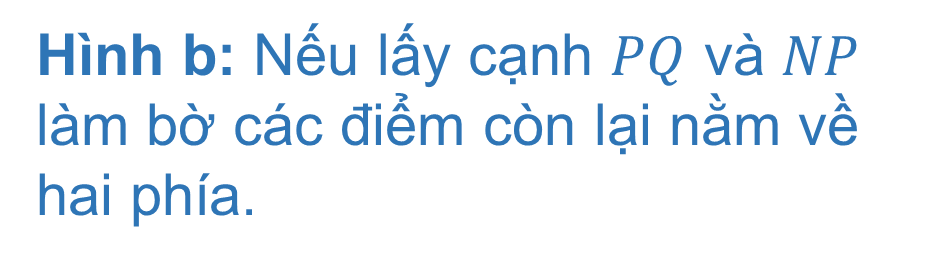 Hình b: Nếu lấy cạnh PQ và NP
làm bờ các điểm còn lại nằm về
hai phía.